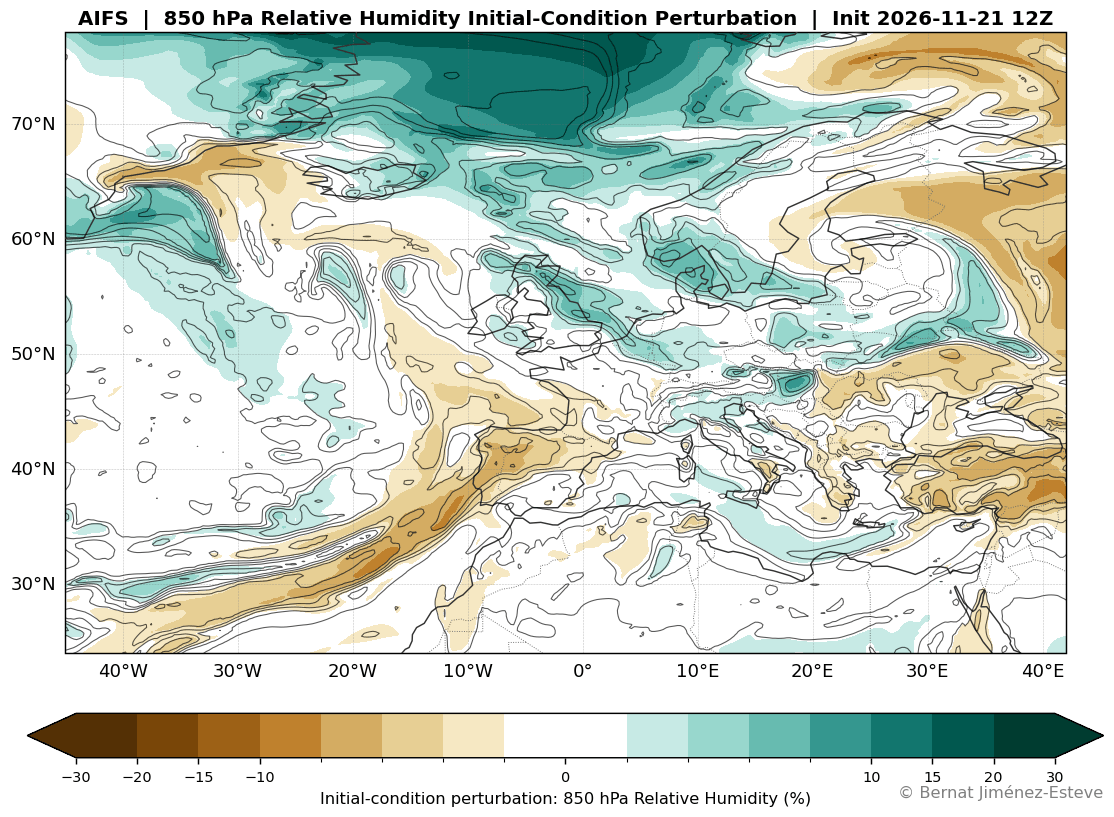 AIFS | 850 hPa Relative Humidity Initial-Condition Perturbation | Init 2026-11-21 12Z
70°N
60°N
50°N
40°N
30°N
40°W 30°W 20°W 10°W 0° 10°E 20°E 30°E 40°E
−30 −20 −15 −10 0 10 15 20 30
Initial-condition perturbation: 850 hPa Relative Humidity (%)
© Bernat Jiménez-Esteve